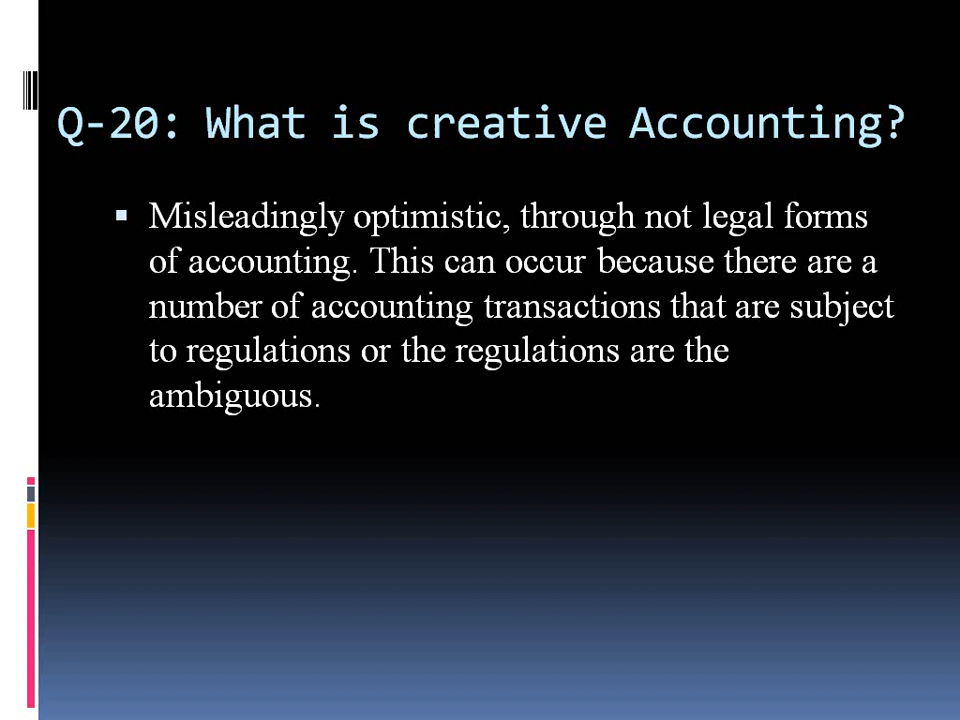 Q-20: What is creative Accounting?
▪ Misleadingly optimistic, through not legal forms
of accounting. This can occur because there are a
number of accounting transactions that are subject
to regulations or the regulations are the
ambiguous.